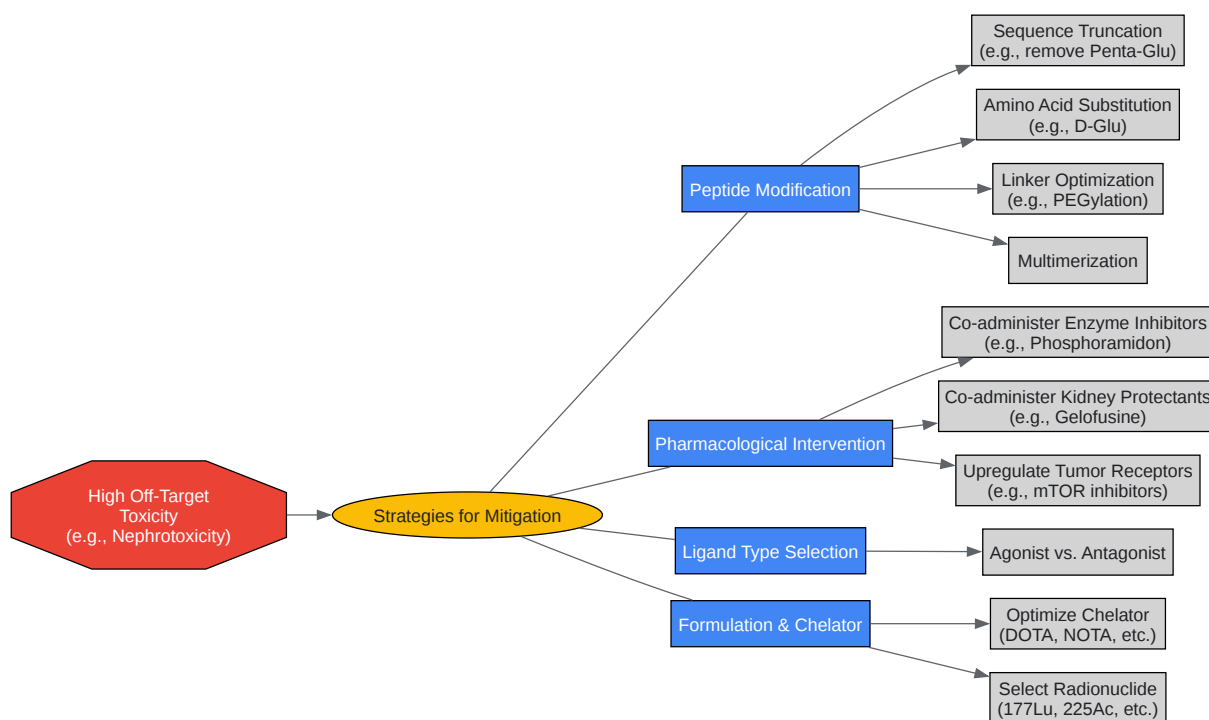 High Off-Target
Toxicity
(e.g., Nephrotoxicity)
Strategies for Mitigation
Peptide Modification
Sequence Truncation
(e.g., remove Penta-Glu)
Amino Acid Substitution
(e.g., D-Glu)
Linker Optimization
(e.g., PEGylation)
Multimerization
Pharmacological Intervention
Co-administer Enzyme Inhibitors
(e.g., Phosphoramidon)
Co-administer Kidney Protectants
(e.g., Gelofusine)
Upregulate Tumor Receptors
(e.g., mTOR inhibitors)
Ligand Type Selection
Agonist vs. Antagonist
Formulation & Chelator
Optimize Chelator
(DOTA, NOTA, etc.)
Select Radionuclide
(177Lu, 225Ac, etc.)